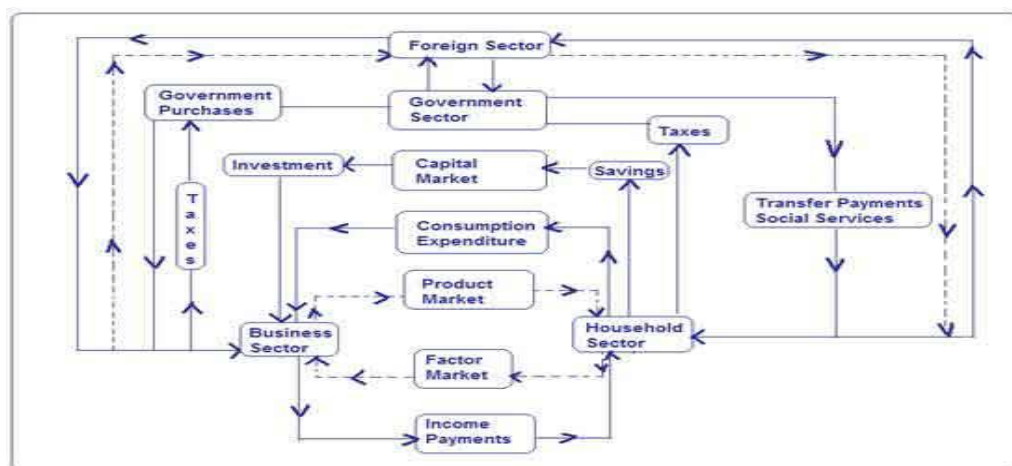 Foreign Sector
Government
Purchases
Government
Sector
Taxes
Investment
Capital
Market
Savings
Taxes
Transfer Payments
Social Services
Consumption
Expenditure
Product
Market
Business
Sector
Household
Sector
Factor
Market
Income
Payments